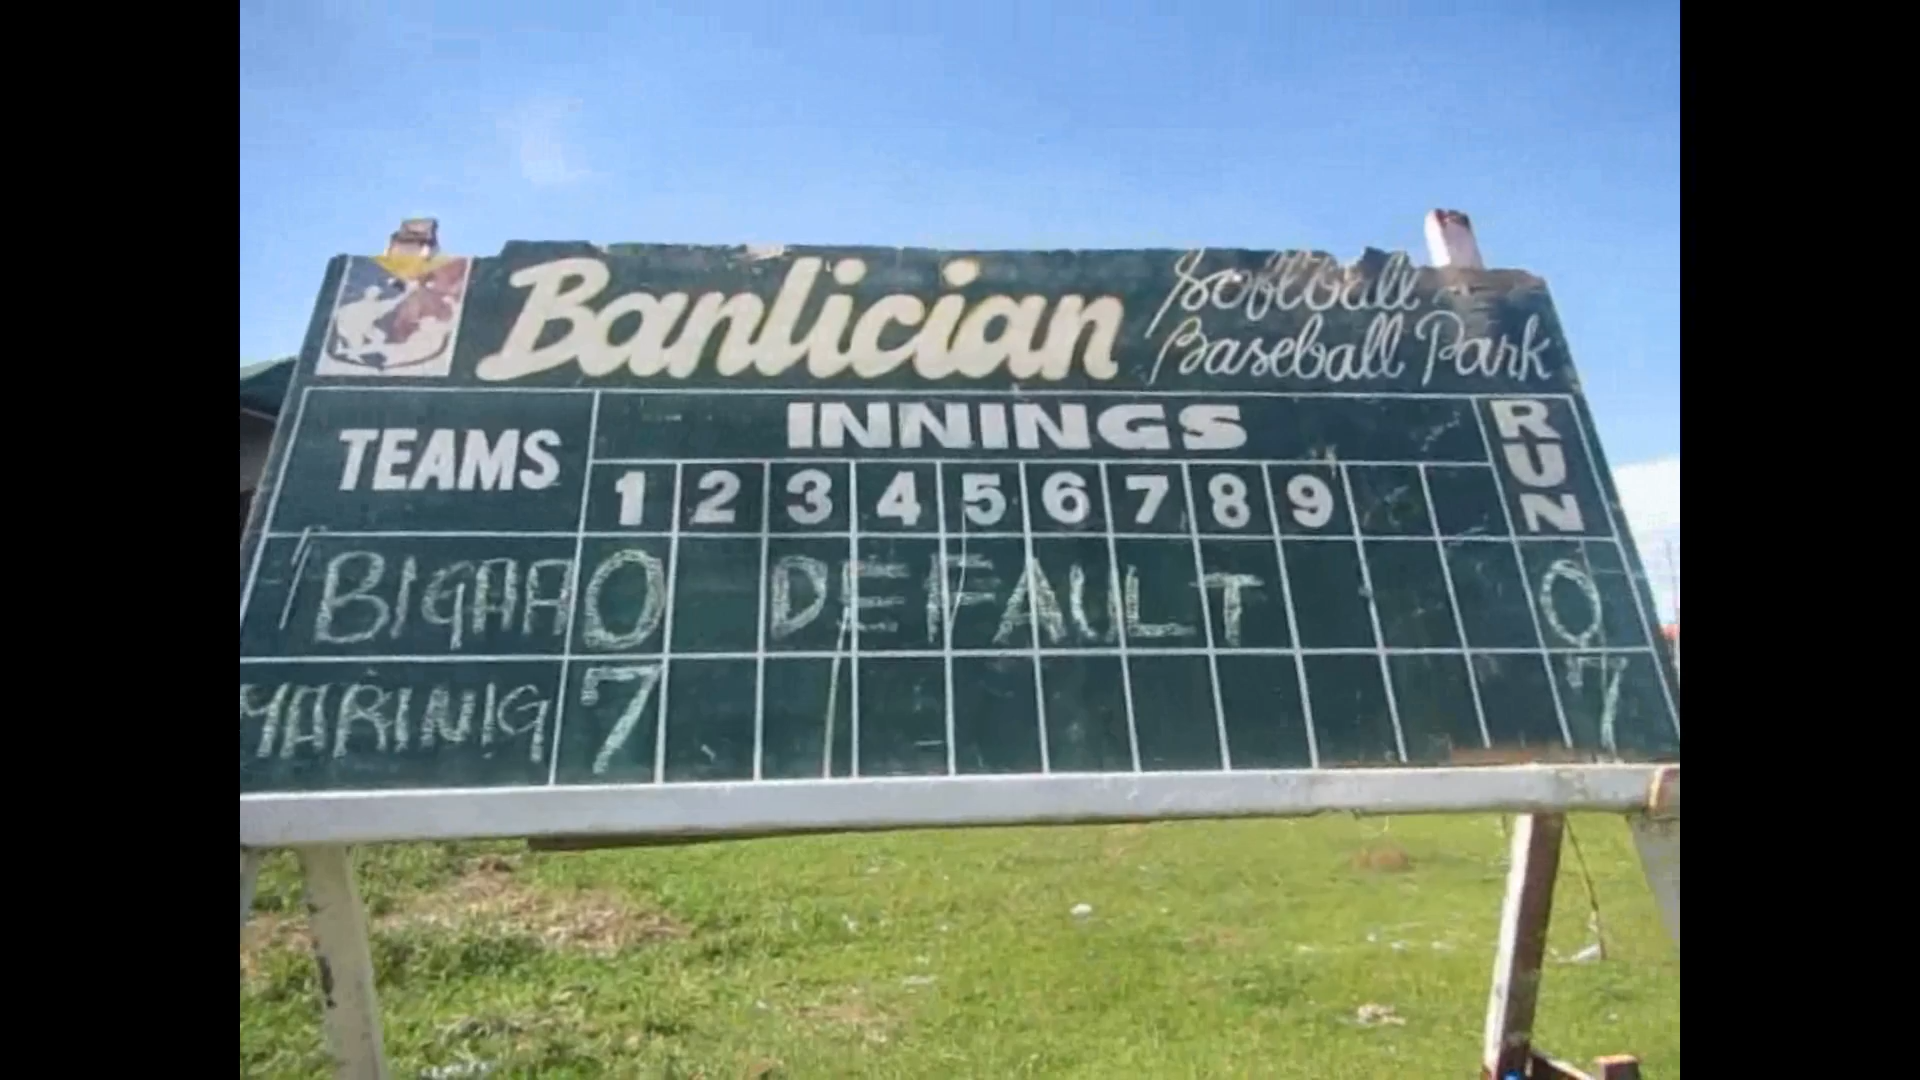 Banlician Softball
Baseball Park
TEAMS INNINGS RUN
1 2 3 4 5 6 7 8 9
BIGAA 0 DEFAULT 0
MARINIG 7 7